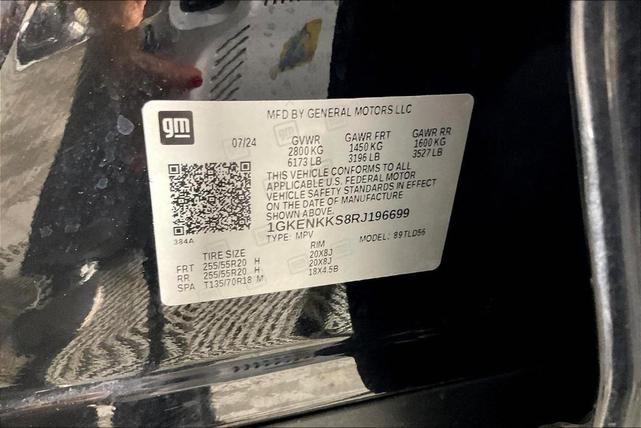 gm
MFD BY GENERAL MOTORS LLC
07/24 GVWR GAWR FRT GAWR RR
2800 KG 1450 KG 1600 KG
6173 LB 3196 LB 3527 LB
THIS VEHICLE CONFORMS TO ALL
APPLICABLE U.S. FEDERAL MOTOR
VEHICLE SAFETY STANDARDS IN EFFECT
ON THE DATE OF MANUFACTURE
SHOWN ABOVE.
1GKENKKS8RJ196699
384A
TYPE: MPV MODEL: 89TLD56
TIRE SIZE RIM
FRT 255/55R20 H 20X8J
RR 255/55R20 H 20X8J
SPA T135/70R18 M 18X4.5B